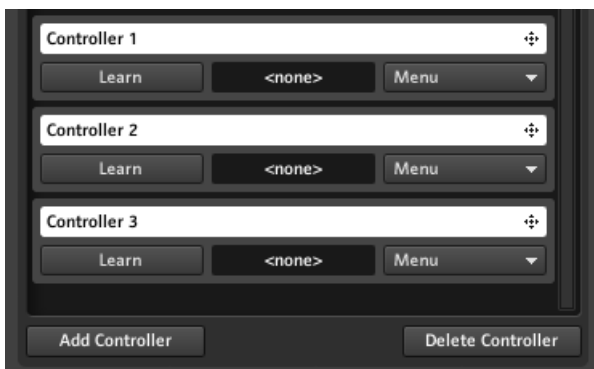 Controller 1
Learn <none> Menu
Controller 2
Learn <none> Menu
Controller 3
Learn <none> Menu
Add Controller Delete Controller